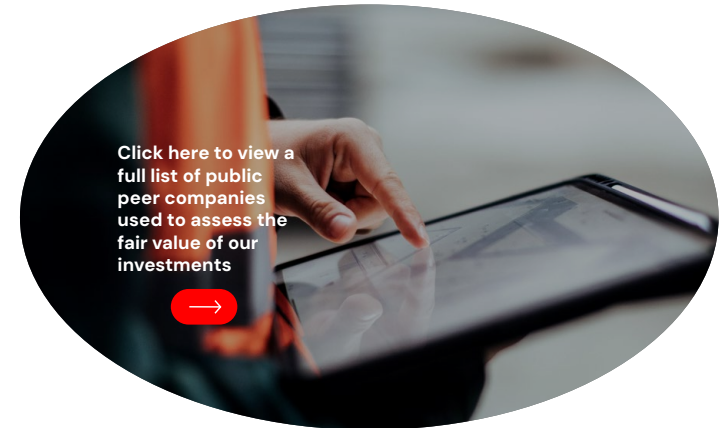 Click here to view a
full list of public
peer companies
used to assess the
fair value of our
investments